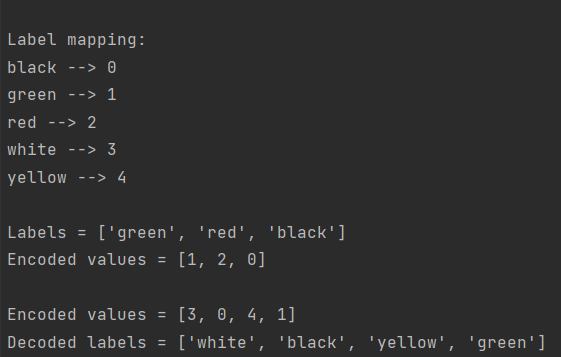 Label mapping:
black --> 0
green --> 1
red --> 2
white --> 3
yellow --> 4
Labels = ['green', 'red', 'black']
Encoded values = [1, 2, 0]
Encoded values = [3, 0, 4, 1]
Decoded labels = ['white', 'black', 'yellow', 'green']